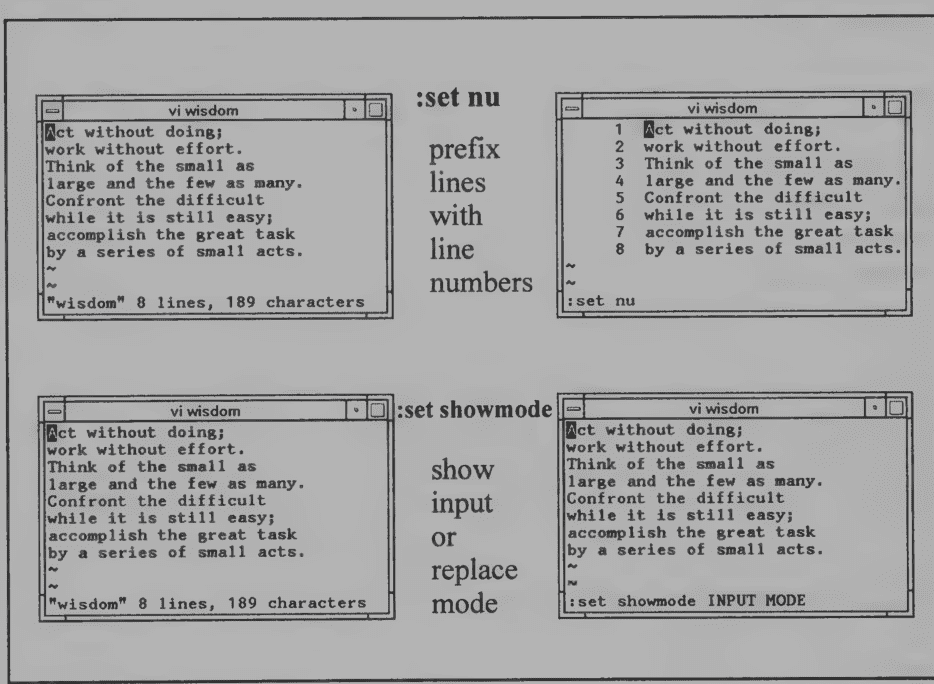 vi wisdom
Act without doing;
work without effort.
Think of the small as
large and the few as many.
Confront the difficult
while it is still easy;
accomplish the great task
by a series of small acts.
~
~
"wisdom" 8 lines, 189 characters
:set nu
prefix
lines
with
line
numbers
vi wisdom
1 Act without doing;
2 work without effort.
3 Think of the small as
4 large and the few as many.
5 Confront the difficult
6 while it is still easy;
7 accomplish the great task
8 by a series of small acts.
~
~
:set nu
vi wisdom
Act without doing;
work without effort.
Think of the small as
large and the few as many.
Confront the difficult
while it is still easy;
accomplish the great task
by a series of small acts.
~
~
"wisdom" 8 lines, 189 characters
:set showmode
show
input
or
replace
mode
vi wisdom
Act without doing;
work without effort.
Think of the small as
large and the few as many.
Confront the difficult
while it is still easy;
accomplish the great task
by a series of small acts.
~
~
:set showmode INPUT MODE